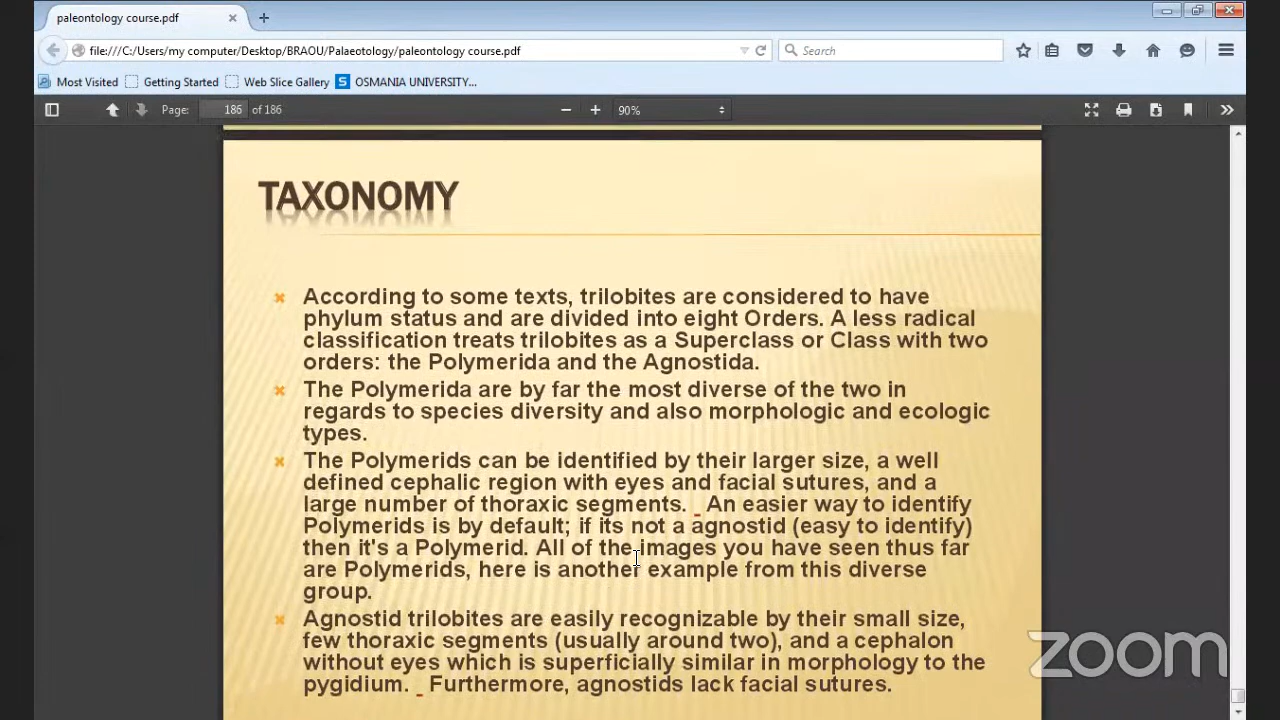 paleontology course.pdf
file:///C:/Users/my computer/Desktop/BRAOU/Palaeotology/paleontology course.pdf
Search
Most Visited Getting Started Web Slice Gallery OSMANIA UNIVERSITY...
Page: 186 of 186 90%
TAXONOMY
According to some texts, trilobites are considered to have
phylum status and are divided into eight Orders. A less radical
classification treats trilobites as a Superclass or Class with two
orders: the Polymerida and the Agnostida.
The Polymerida are by far the most diverse of the two in
regards to species diversity and also morphologic and ecologic
types.
The Polymerids can be identified by their larger size, a well
defined cephalic region with eyes and facial sutures, and a
large number of thoraxic segments. _ An easier way to identify
Polymerids is by default; if its not a agnostid (easy to identify)
then it's a Polymerid. All of the images you have seen thus far
are Polymerids, here is another example from this diverse
group.
Agnostid trilobites are easily recognizable by their small size,
few thoraxic segments (usually around two), and a cephalon
without eyes which is superficially similar in morphology to the
pygidium. _ Furthermore, agnostids lack facial sutures.
zoom